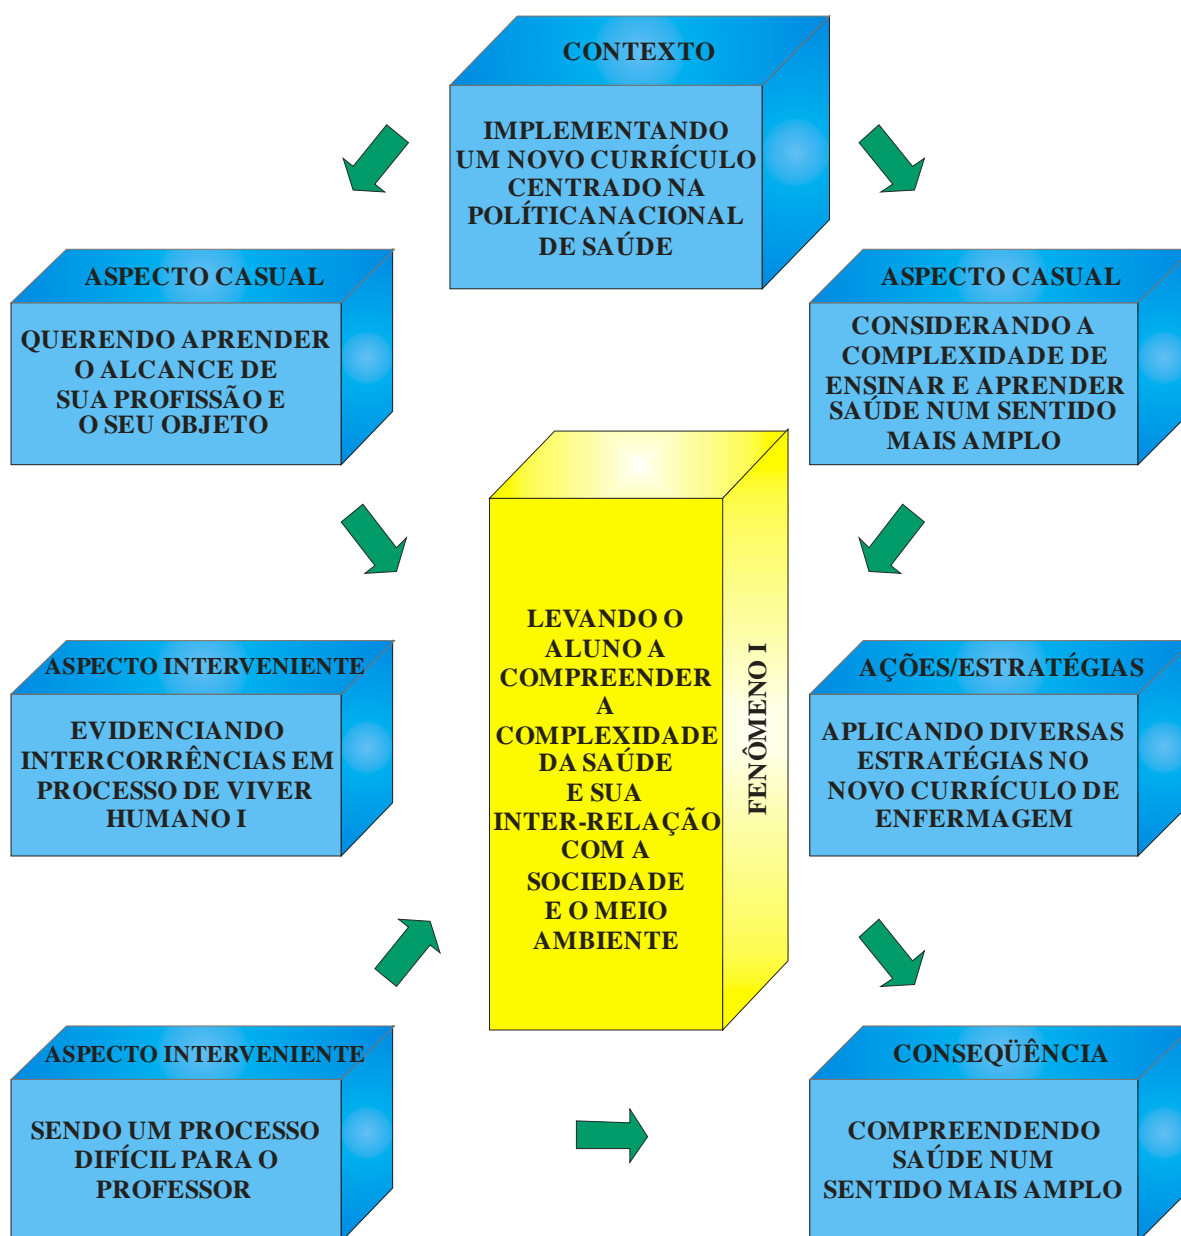 CONTEXTO
IMPLEMENTANDO
UM NOVO CURRÍCULO
CENTRADO NA
POLÍTICA NACIONAL
DE SAÚDE
ASPECTO CASUAL
QUERENDO APRENDER
O ALCANCE DE
SUA PROFISSÃO E
O SEU OBJETO
ASPECTO CASUAL
CONSIDERANDO A
COMPLEXIDADE DE
ENSINAR E APRENDER
SAÚDE NUM SENTIDO
MAIS AMPLO
LEVANDO O
ALUNO A
COMPREENDER
A
COMPLEXIDADE
DA SAÚDE
E SUA
INTER-RELAÇÃO
COM A
SOCIEDADE
E O MEIO
AMBIENTE
FENÔMENO I
ASPECTO INTERVENIENTE
EVIDENCIANDO
INTERCORRÊNCIAS EM
PROCESSO DE VIVER
HUMANO I
AÇÕES/ESTRATÉGIAS
APLICANDO DIVERSAS
ESTRATÉGIAS NO
NOVO CURRÍCULO DE
ENFERMAGEM
ASPECTO INTERVENIENTE
SENDO UM PROCESSO
DIFÍCIL PARA O
PROFESSOR
CONSEQÜÊNCIA
COMPREENDENDO
SAÚDE NUM
SENTIDO MAIS AMPLO